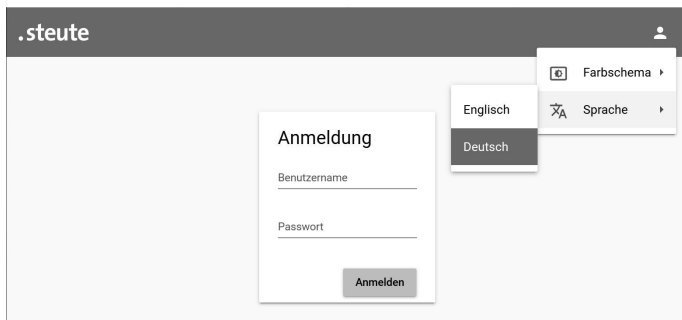 .steute
Farbschema
Sprache
Englisch
Deutsch
Anmeldung
Benutzername
Passwort
Anmelden